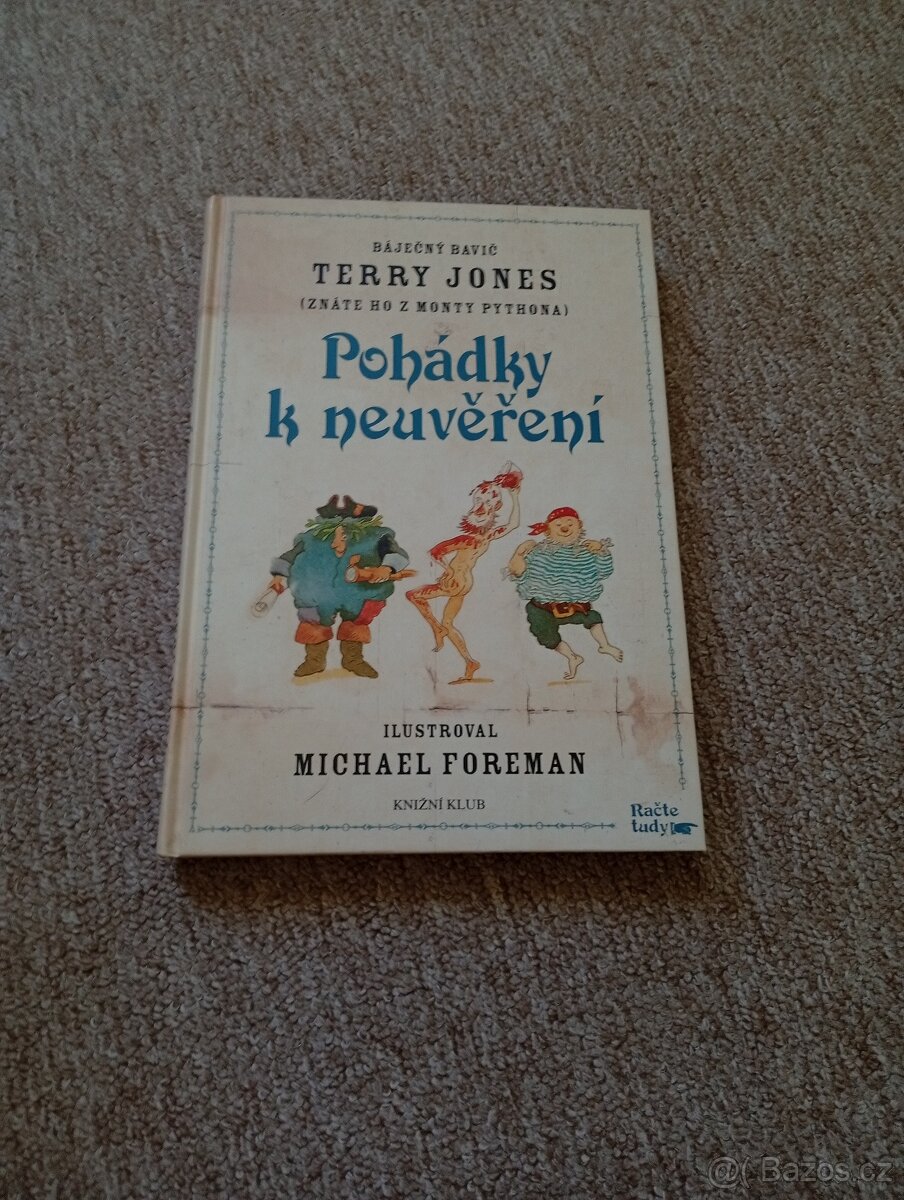 BÁJEČNÝ BAVIČ
TERRY JONES
(ZNÁTE HO Z MONTY PYTHONA)
Pohádky
k neuvěření
ILUSTROVAL
MICHAEL FOREMAN
KNIŽNÍ KLUB
Račte
tudy!
@( Bazos.cz